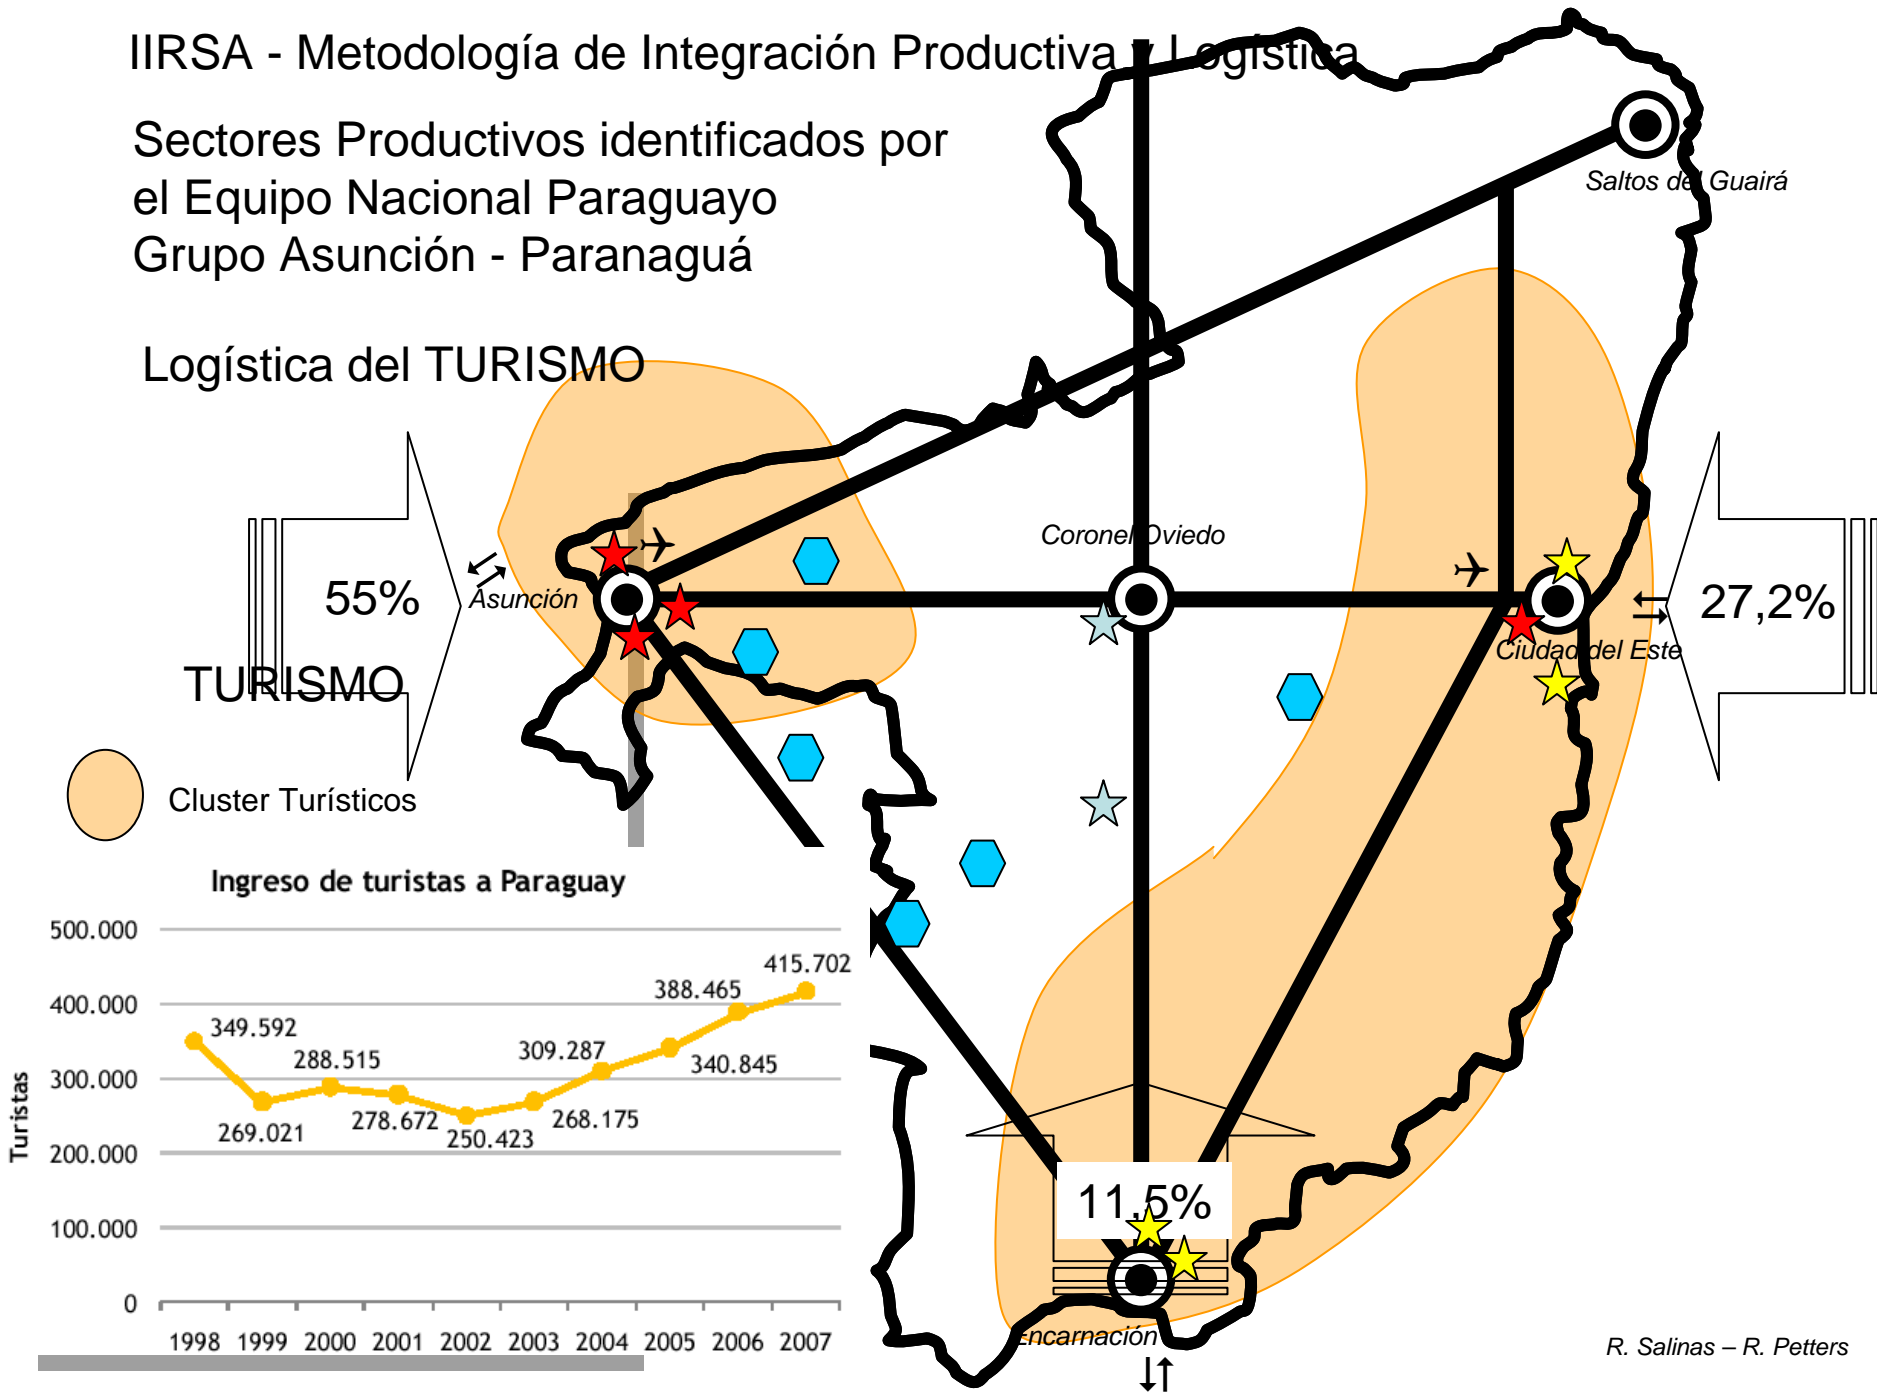 IIRSA - Metodología de Integración Productiva y Logística
Sectores Productivos identificados por
el Equipo Nacional Paraguayo
Grupo Asunción - Paranaguá
Logística del TURISMO
Saltos del Guairá
Coronel Oviedo
55%
Asunción
27,2%
Ciudad del Este
TURISMO
Cluster Turísticos
Ingreso de turistas a Paraguay
Turistas
500.000
400.000
300.000
200.000
100.000
0
349.592
269.021
288.515
278.672
250.423
268.175
309.287
340.845
388.465
415.702
1998 1999 2000 2001 2002 2003 2004 2005 2006 2007
11,5%
Encarnación
R. Salinas – R. Petters